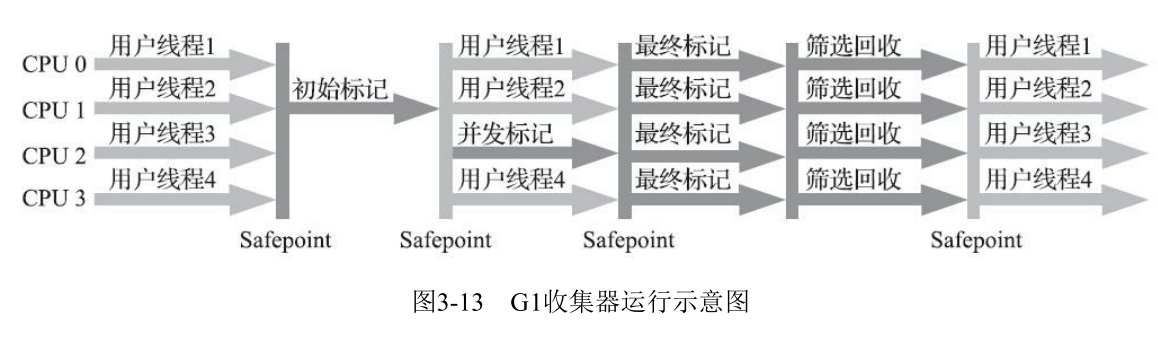 用户线程1 用户线程1 最终标记 筛选回收 用户线程1
CPU 0
用户线程2 初始标记 用户线程2 最终标记 筛选回收 用户线程2
CPU 1
用户线程3 并发标记 最终标记 筛选回收 用户线程3
CPU 2
用户线程4 用户线程4 最终标记 筛选回收 用户线程4
CPU 3
Safepoint Safepoint Safepoint Safepoint
图3-13 G1收集器运行示意图